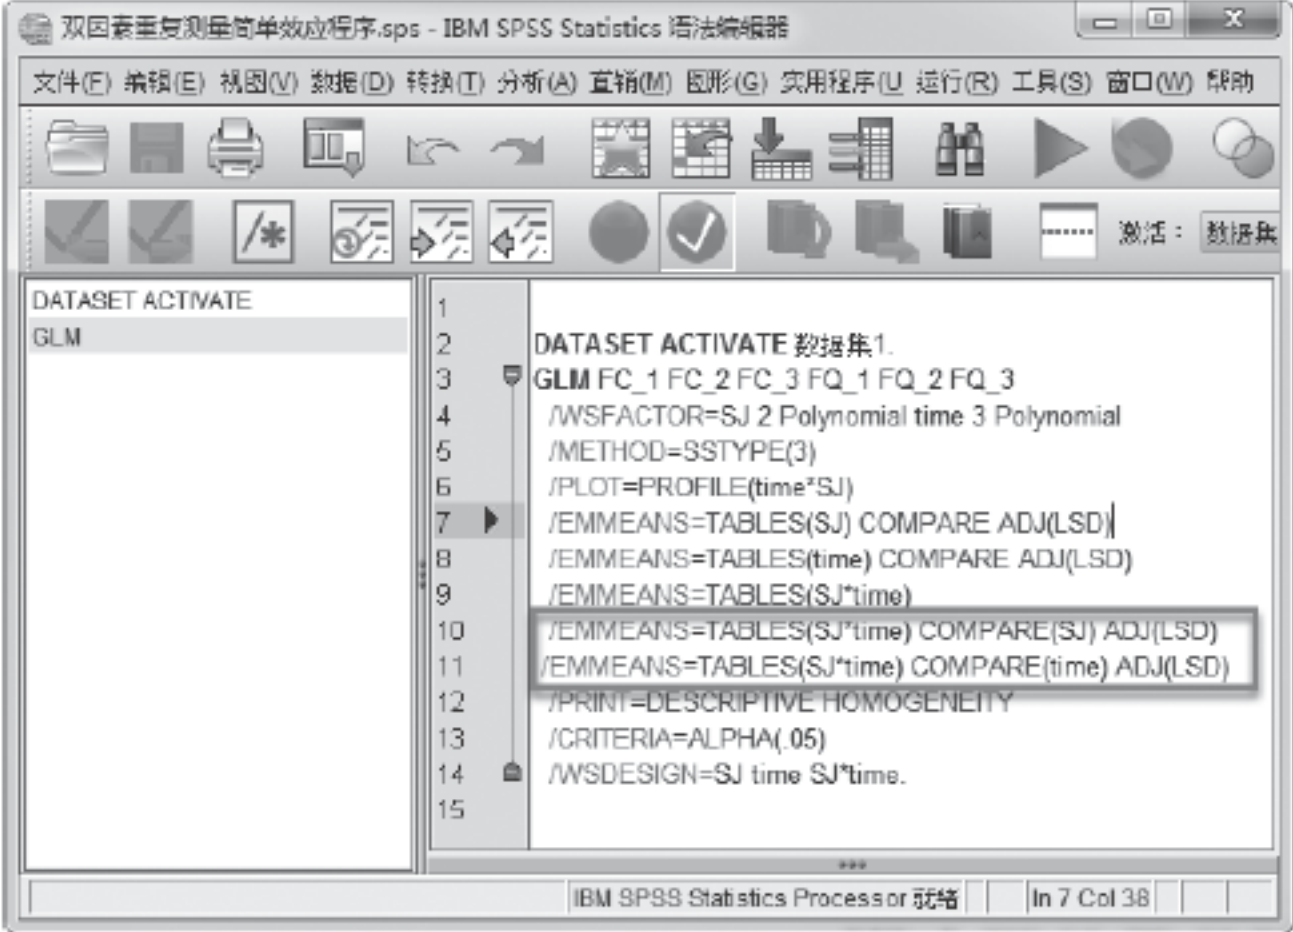 双因素重复测量简单效应程序.sps - IBM SPSS Statistics 语法编辑器
文件(F) 编辑(E) 视图(V) 数据(D) 转换(T) 分析(A) 直销(M) 图形(G) 实用程序(U 运行(R) 工具(S) 窗口(W) 帮助
/*
激活： 数据集
DATASET ACTIVATE
GLM
1
2 DATASET ACTIVATE 数据集1.
3 GLM FC_1 FC_2 FC_3 FQ_1 FQ_2 FQ_3
4 /WSFACTOR=SJ 2 Polynomial time 3 Polynomial
5 /METHOD=SSTYPE(3)
6 /PLOT=PROFILE(time*SJ)
7 /EMMEANS=TABLES(SJ) COMPARE ADJ(LSD)
8 /EMMEANS=TABLES(time) COMPARE ADJ(LSD)
9 /EMMEANS=TABLES(SJ*time)
10 /EMMEANS=TABLES(SJ*time) COMPARE(SJ) ADJ(LSD)
11 /EMMEANS=TABLES(SJ*time) COMPARE(time) ADJ(LSD)
12 /PRINT=DESCRIPTIVE HOMOGENEITY
13 /CRITERIA=ALPHA(.05)
14 /WSDESIGN=SJ time SJ*time.
15
IBM SPSS Statistics Processor 就绪 In 7 Col 38